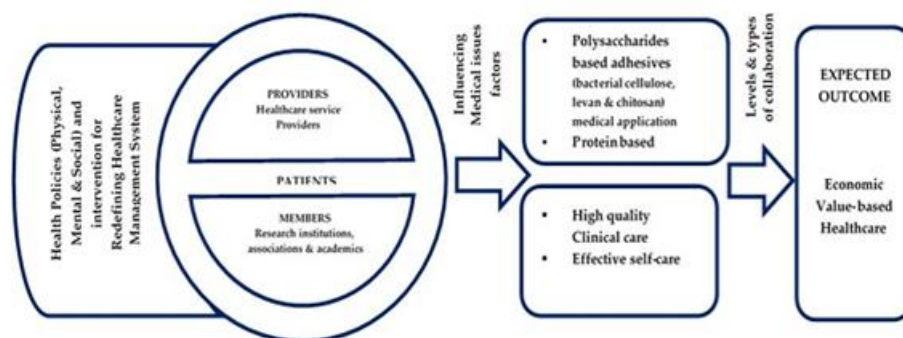 Health Policies (Physical,
Mental & Social) and
intervention for
Redefining Healthcare
Management System
PROVIDERS
Healthcare service
Providers
PATIENTS
MEMBERS
Research institutions,
associations & academics
Influencing
Medical issues
factors
▪ Polysaccharides
based adhesives
(bacterial cellulose,
levan & chitosan)
medical application
▪ Protein based
▪ High quality
Clinical care
▪ Effective self-care
Levels & types
of collaboration
EXPECTED
OUTCOME
Economic
Value-based
Healthcare